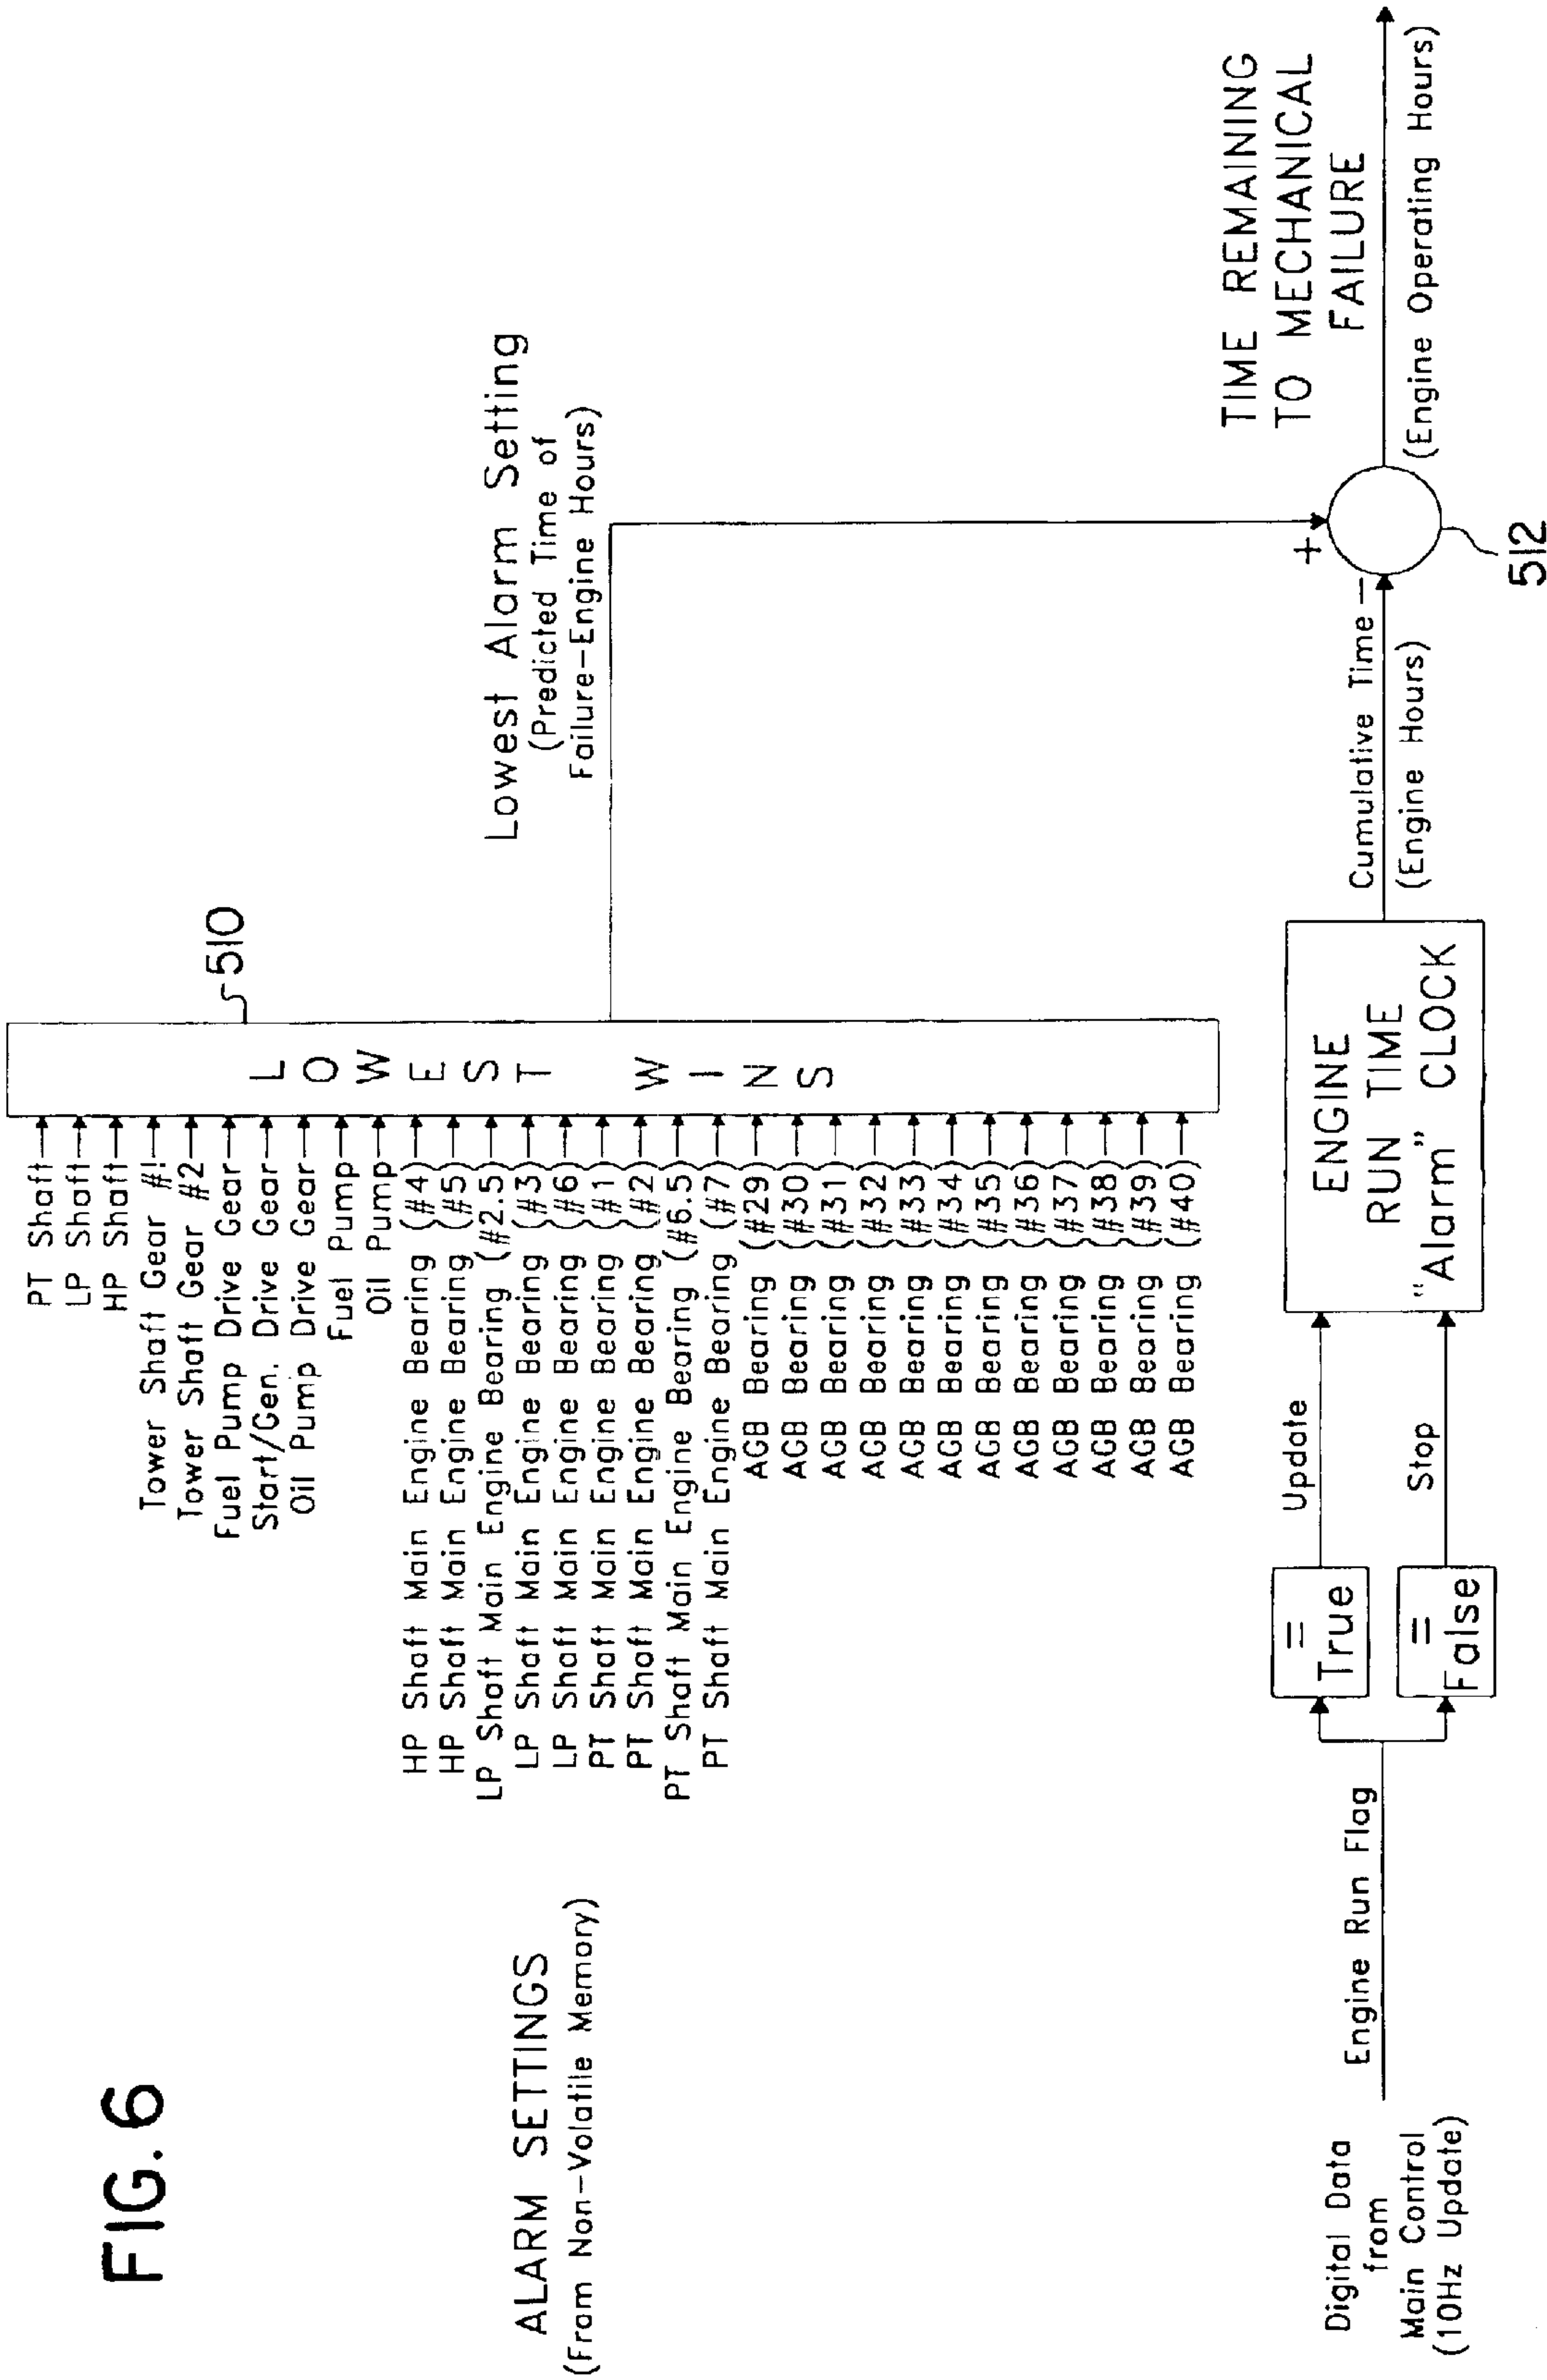 FIG. 6
ALARM SETTINGS
(From Non-Volatile Memory)
PT Shaft
LP Shaft
HP Shaft
Tower Shaft Gear #1
Tower Shaft Gear #2
Fuel Pump Drive Gear
Start/Gen. Drive Gear
Oil Pump Drive Gear
Fuel Pump
Oil Pump
HP Shaft Main Engine Bearing (#4)
HP Shaft Main Engine Bearing (#5)
LP Shaft Main Engine Bearing (#2.5)
LP Shaft Main Engine Bearing (#3)
LP Shaft Main Engine Bearing (#6)
PT Shaft Main Engine Bearing (#1)
PT Shaft Main Engine Bearing (#2)
PT Shaft Main Engine Bearing (#6.5)
PT Shaft Main Engine Bearing (#7)
AGB Bearing (#29)
AGB Bearing (#30)
AGB Bearing (#31)
AGB Bearing (#32)
AGB Bearing (#33)
AGB Bearing (#34)
AGB Bearing (#35)
AGB Bearing (#36)
AGB Bearing (#37)
AGB Bearing (#38)
AGB Bearing (#39)
AGB Bearing (#40)
LOWEST WINS
510
Lowest Alarm Setting
(Predicted Time of
Failure-Engine Hours)
Digital Data
from
Main Control
(10Hz Update)
Engine Run Flag
=
True
=
False
Update
Stop
ENGINE
RUN TIME
"Alarm" CLOCK
Cumulative Time
(Engine Hours)
+
-
512
TIME REMAINING
TO MECHANICAL
FAILURE
(Engine Operating Hours)